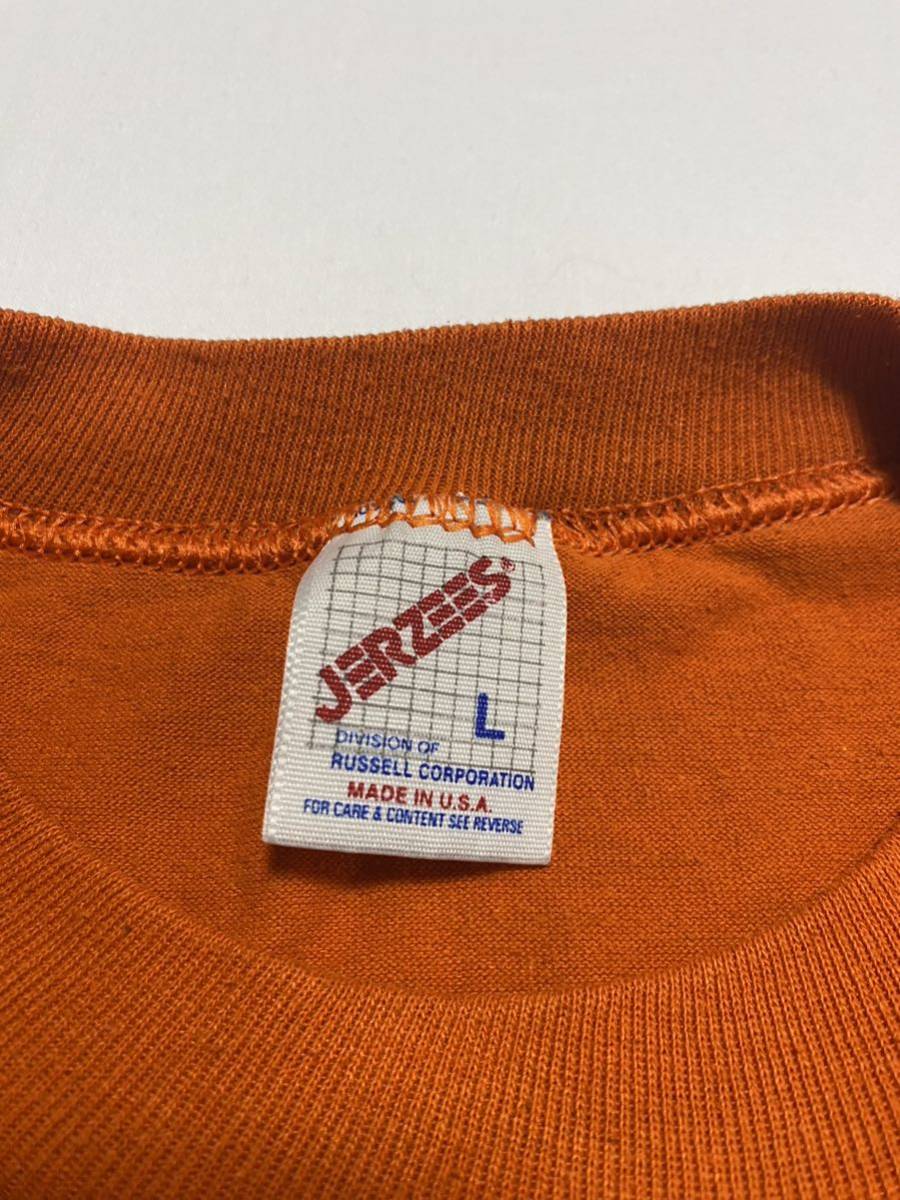 JERZEES®
L
DIVISION OF
RUSSELL CORPORATION
MADE IN U.S.A.
FOR CARE & CONTENT SEE REVERSE